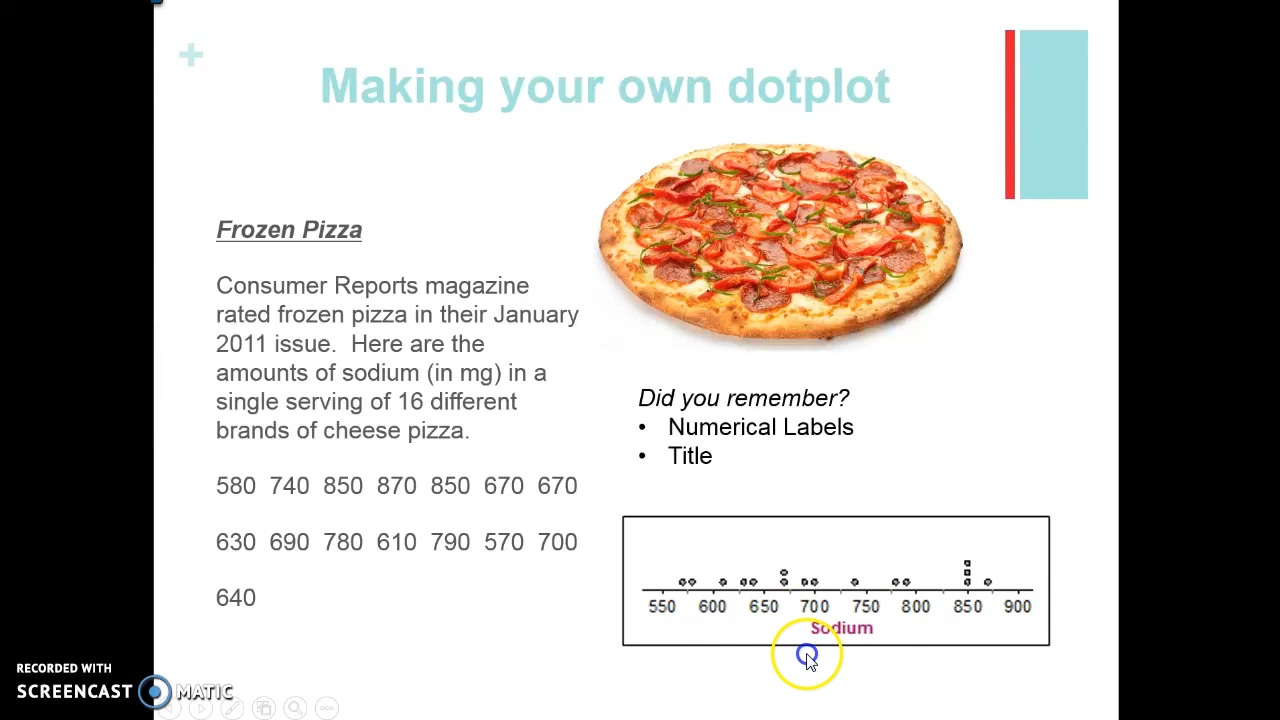 Making your own dotplot
Frozen Pizza
Consumer Reports magazine
rated frozen pizza in their January
2011 issue.  Here are the
amounts of sodium (in mg) in a
single serving of 16 different
brands of cheese pizza.
580 740 850 870 850 670 670
630 690 780 610 790 570 700
640
Did you remember?
• Numerical Labels
• Title
550 600 650 700 750 800 850 900
Sodium
RECORDED WITH
SCREENCAST MATIC